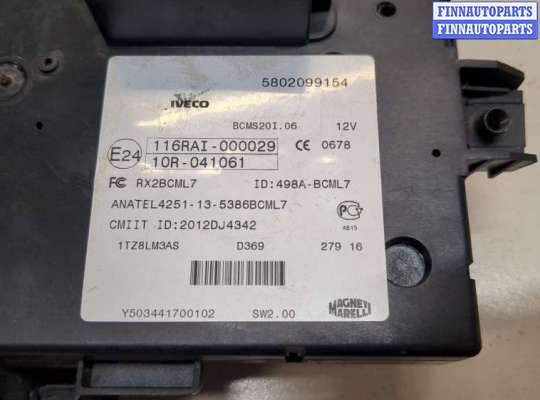 FINNAUTOPARTS
FINNAUTOPARTS
5802099154
IVECO
BCMS20I.06 12V
E24 116RAI-000029 CE 0678
10R-041061
FC RX2BCML7 ID:498A-BCML7
ANATEL4251-13-5386BCML7
CMIIT ID:2012DJ4342
AB15
1TZ8LM3AS D369 279 16
Y503441700102 SW2.00
MAGNETI
MARELLI